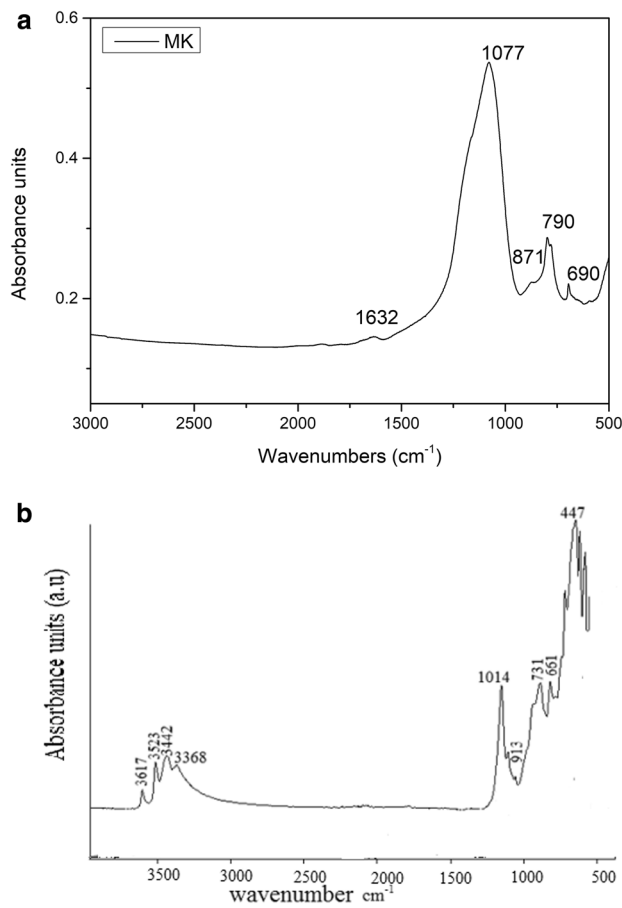 a
0.6
MK
1077
0.4
Absorbance units
790
871
690
0.2
1632
3000 2500 2000 1500 1000 500
Wavenumbers (cm-1)
b
447
Absorbance units (a.u)
1014
731
661
913
3617
3523
3442
3368
3500 3000 2500 2000 1500 1000 500
wavenumber cm-1